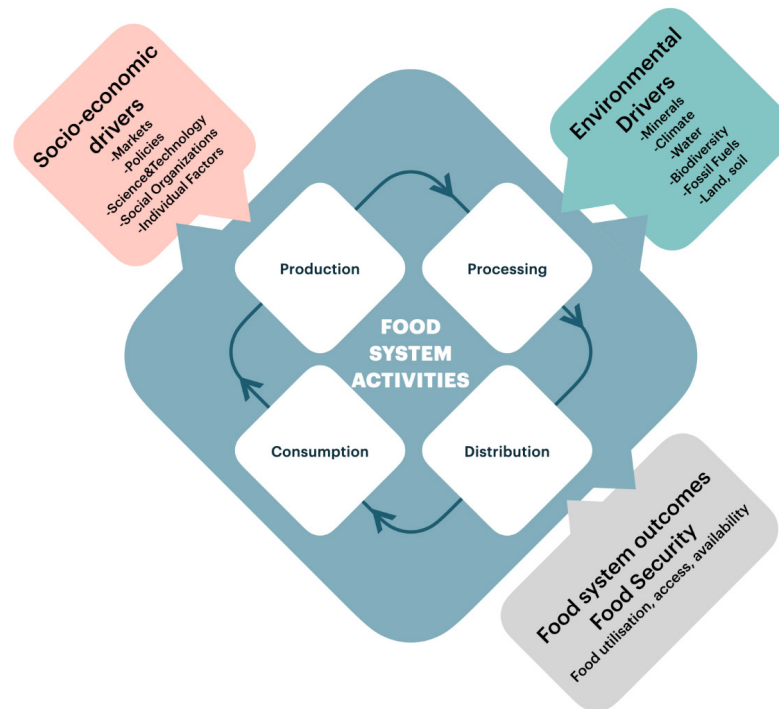 Socio-economic
drivers
-Markets
-Policies
-Science&Technology
-Social Organizations
-Individual Factors
Environmental
Drivers
-Minerals
-Climate
-Water
-Biodiversity
-Fossil Fuels
-Land, soil
Production
Processing
FOOD
SYSTEM
ACTIVITIES
Consumption
Distribution
Food system outcomes
Food Security
Food utilisation, access, availability